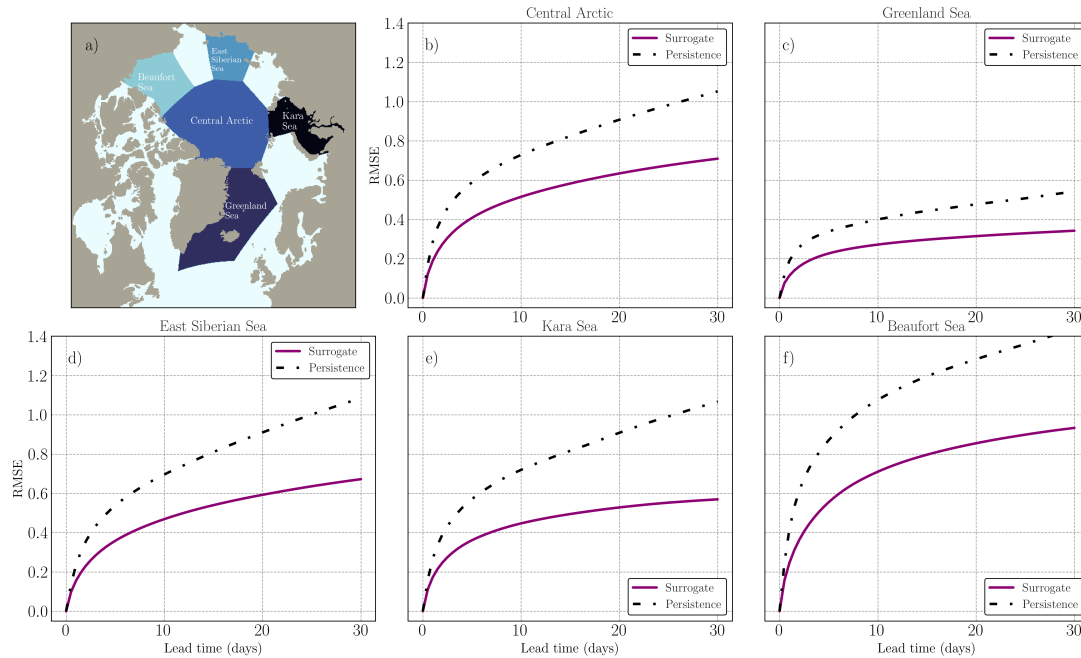 a)
East
Siberian
Sea
Beaufort
Sea
Central Arctic
Kara
Sea
Greenland
Sea
Central Arctic
b)
Surrogate
Persistence
RMSE
1.4
1.2
1.0
0.8
0.6
0.4
0.2
0.0
0 10 20 30
Greenland Sea
c)
Surrogate
Persistence
0 10 20 30
East Siberian Sea
d)
Surrogate
Persistence
RMSE
1.4
1.2
1.0
0.8
0.6
0.4
0.2
0.0
0 10 20 30
Lead time (days)
Kara Sea
e)
Surrogate
Persistence
0 10 20 30
Lead time (days)
Beaufort Sea
f)
Surrogate
Persistence
0 10 20 30
Lead time (days)